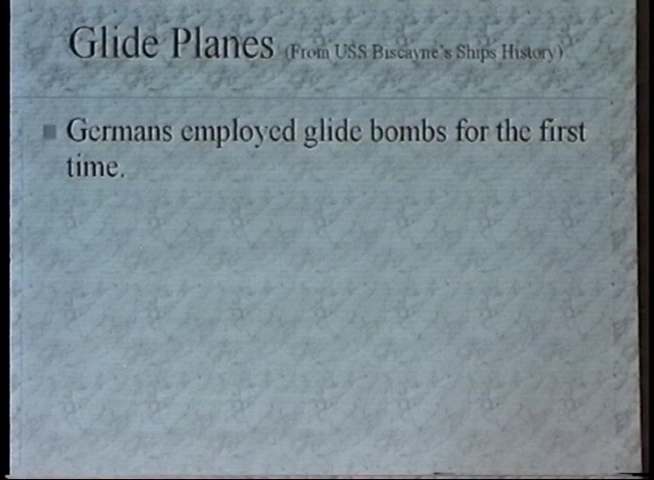 Glide Planes (From USS Biscayne's Ships History)
Germans employed glide bombs for the first
time.